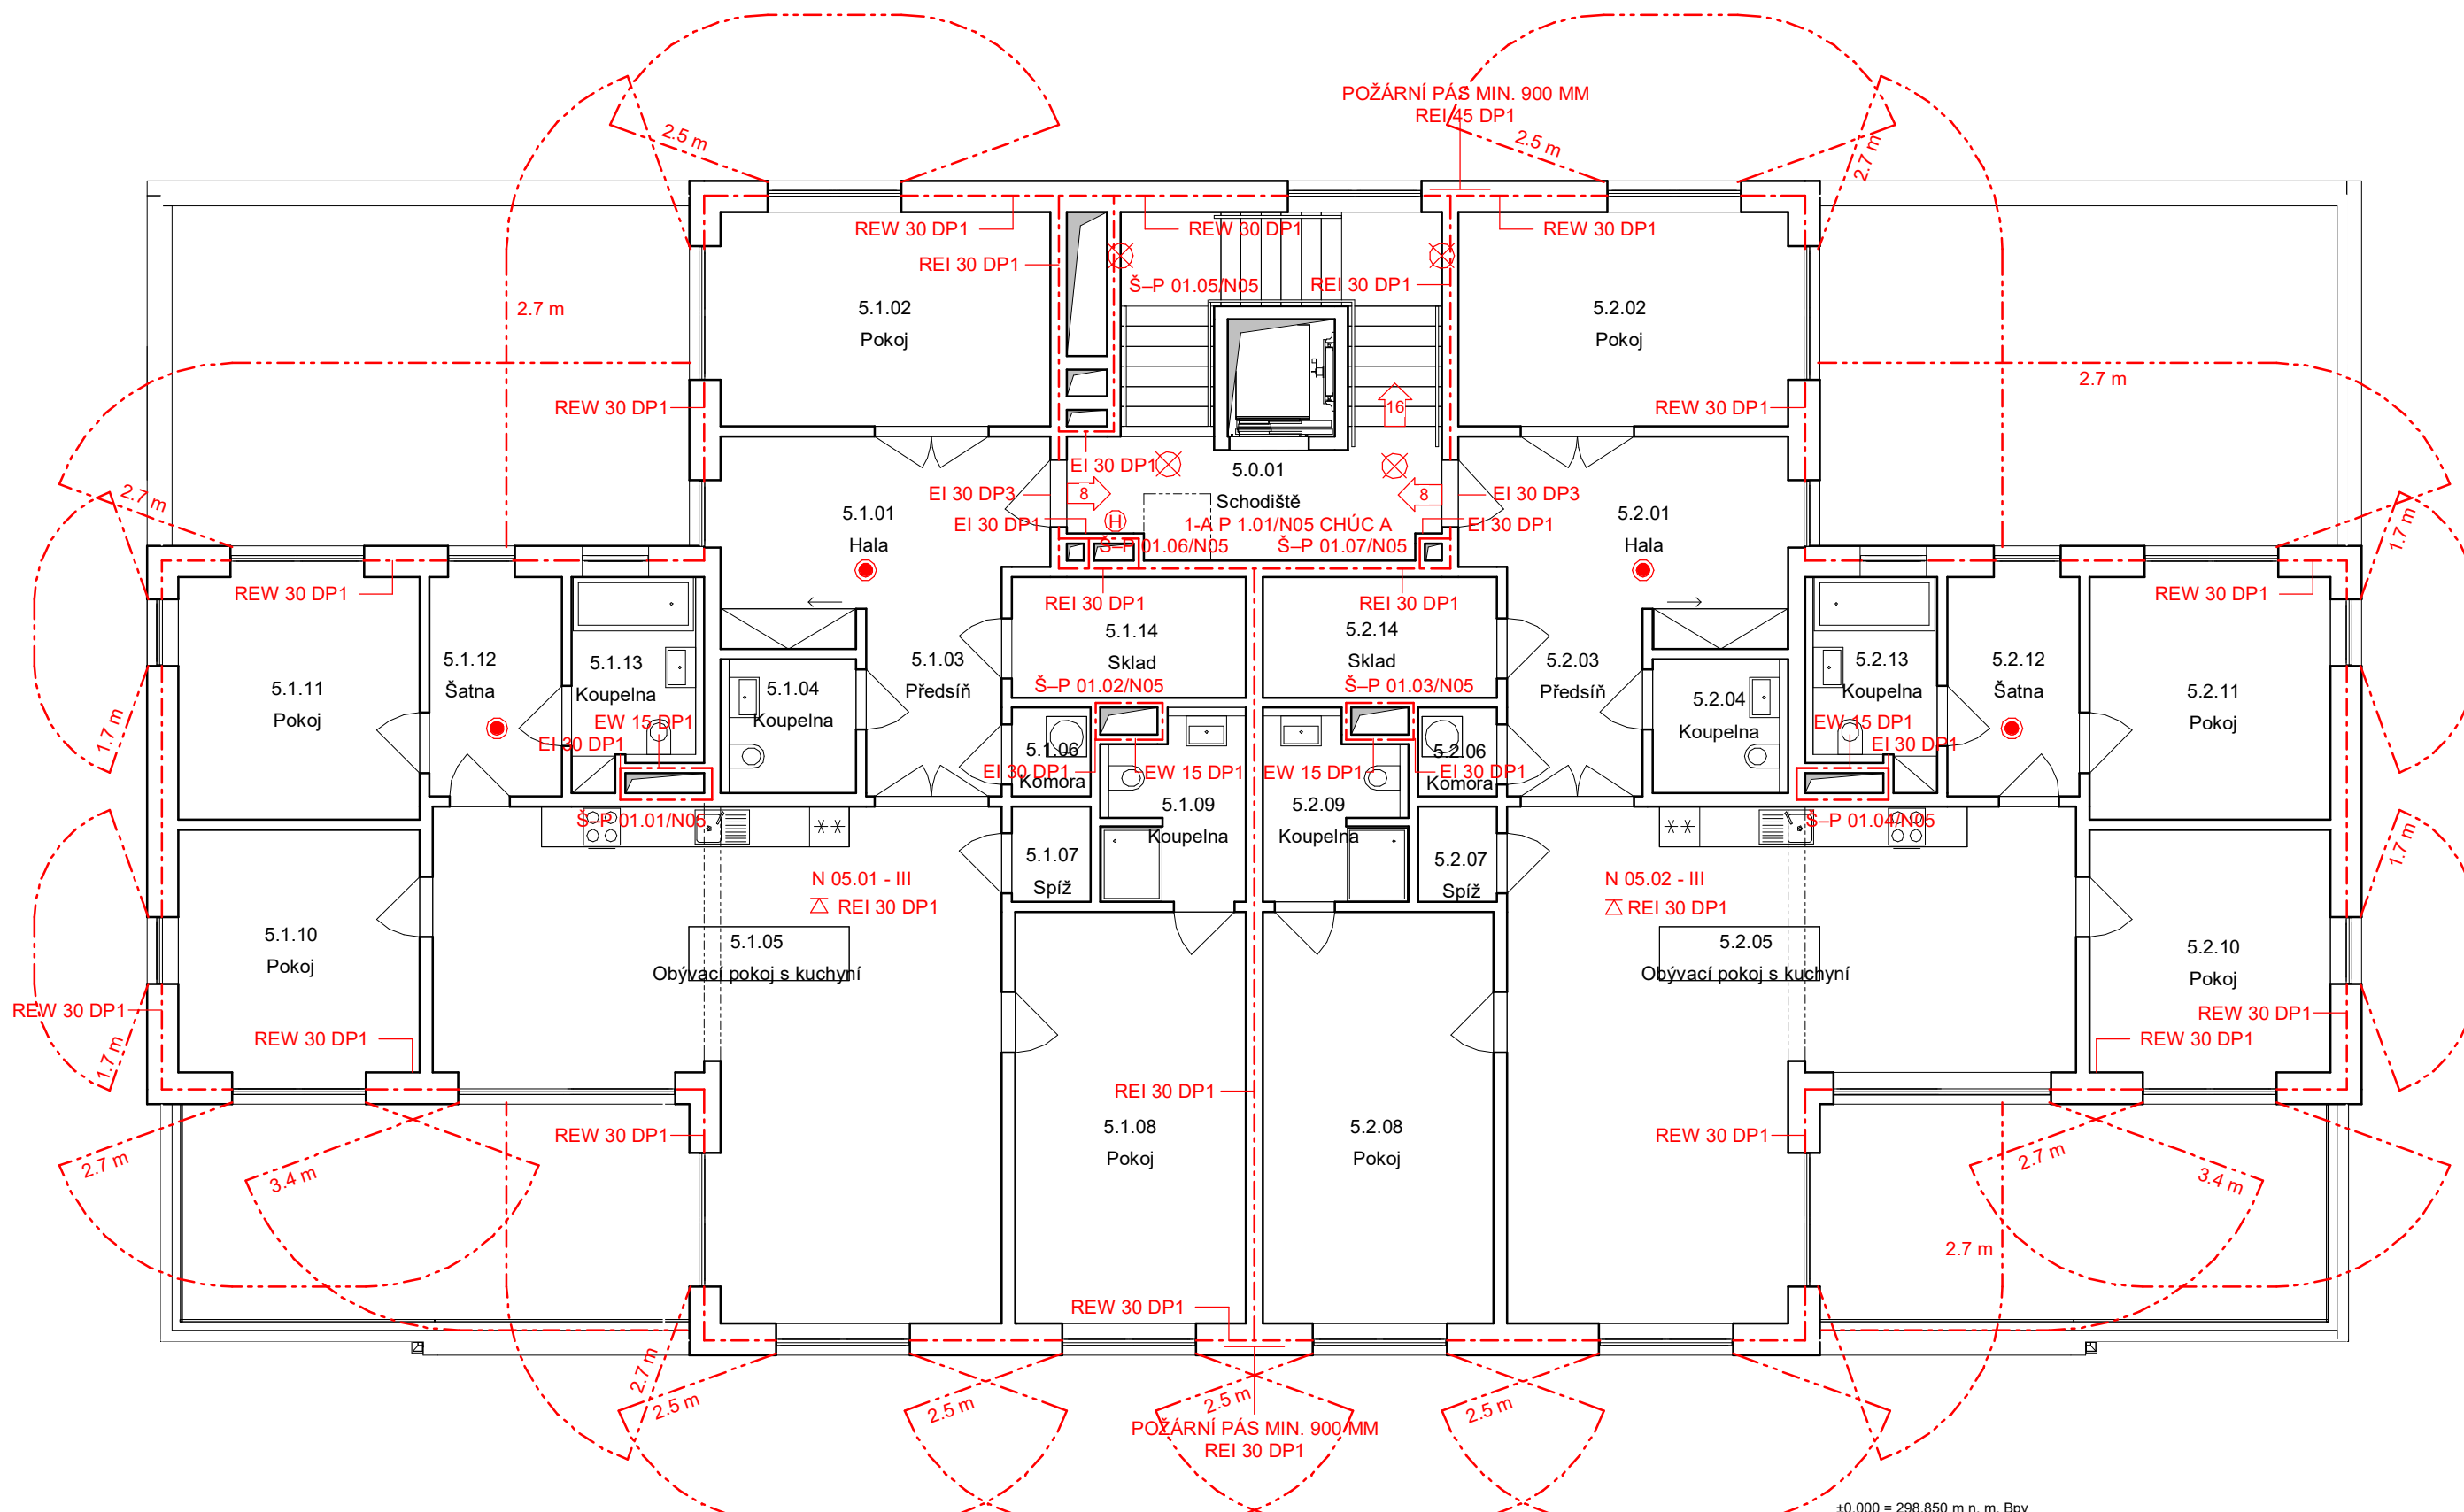 POŽÁRNÍ PÁS MIN. 900 MM
REI 45 DP1
2.5 m
2.5 m
2.7 m
REW 30 DP1
REW 30 DP1
REW 30 DP1
REI 30 DP1
Š–P 01.05/N05
REI 30 DP1
2.7 m
5.1.02
Pokoj
5.2.02
Pokoj
2.7 m
REW 30 DP1
16
REW 30 DP1
EI 30 DP1
5.0.01
Schodiště
2.7 m
EI 30 DP3
8
8
EI 30 DP3
5.1.01
Hala
EI 30 DP1
H
1-A P 1.01/N05 CHÚC A
EI 30 DP1
5.2.01
Hala
1.7 m
Š–P 01.06/N05
Š–P 01.07/N05
REW 30 DP1
REI 30 DP1
REI 30 DP1
REW 30 DP1
5.1.14
Sklad
5.2.14
Sklad
5.1.12
Šatna
5.1.13
Koupelna
5.1.03
Předsíň
5.2.03
Předsíň
5.2.13
Koupelna
5.2.12
Šatna
5.1.11
Pokoj
5.1.04
Koupelna
Š–P 01.02/N05
Š–P 01.03/N05
5.2.04
Koupelna
5.2.11
Pokoj
1.7 m
EW 15 DP1
EI 30 DP1
EW 15 DP1
EI 30 DP1
5.1.06
Komora
5.2.06
Komora
EI 30 DP1
EW 15 DP1
EW 15 DP1
EI 30 DP1
5.1.09
Koupelna
5.2.09
Koupelna
Š–P 01.01/N05
Š–P 01.04/N05
1.7 m
5.1.07
Spíž
5.2.07
Spíž
N 05.01 - III
REI 30 DP1
N 05.02 - III
REI 30 DP1
5.1.10
Pokoj
5.1.05
Obývací pokoj s kuchyní
5.2.05
Obývací pokoj s kuchyní
5.2.10
Pokoj
REW 30 DP1
REW 30 DP1
REW 30 DP1
REW 30 DP1
1.7 m
REI 30 DP1
5.1.08
Pokoj
5.2.08
Pokoj
REW 30 DP1
REW 30 DP1
2.7 m
3.4 m
2.7 m
3.4 m
2.7 m
REW 30 DP1
2.7 m
2.5 m
2.5 m
2.5 m
2.5 m
POŽÁRNÍ PÁS MIN. 900 MM
REI 30 DP1
±0,000 = 298,850 m n. m. Bpv